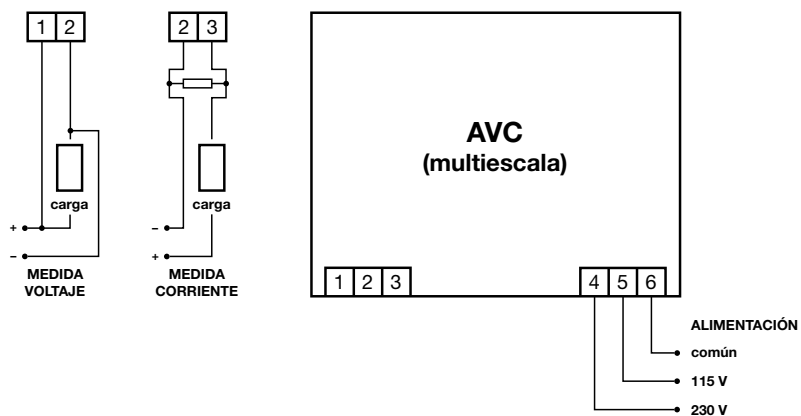 1 2
2 3
AVC
(multiescala)
carga
carga
+
–
–
+
MEDIDA
VOLTAJE
MEDIDA
CORRIENTE
1 2 3
4 5 6
ALIMENTACIÓN
común
115 V
230 V